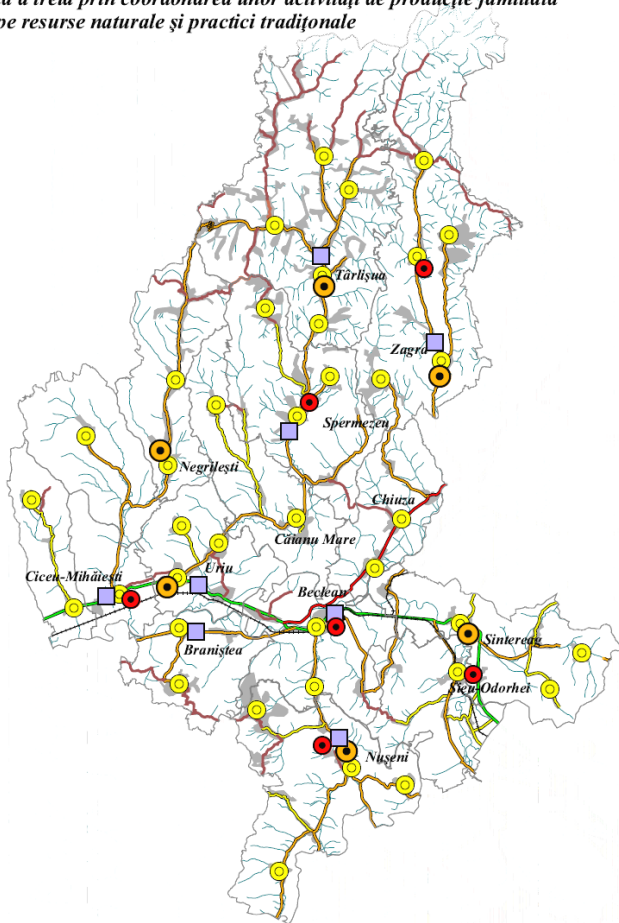 a treia prin coordonarea unor activităţi de producţie familială
pe resurse naturale şi practici tradiţonale
Târlişua
Zagra
Spermezeu
Negrileşti
Chiuza
Căianu Mare
Ciceu-Mihăieşti
Uriu
Beclean
Braniştea
Sintereag
Şieu-Odorhei
Nuşeni